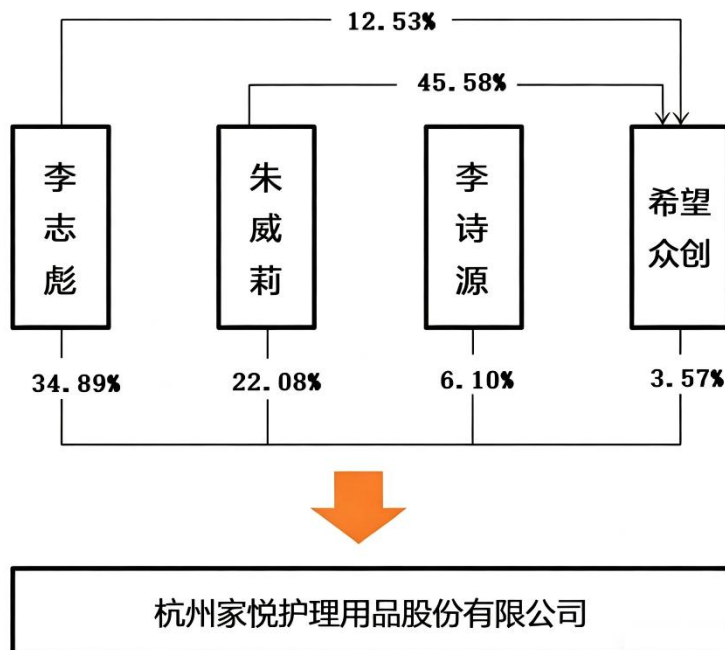 12.53%
45.58%
李志彪
朱威莉
李诗源
希望
众创
34.89%
22.08%
6.10%
3.57%
杭州家悦护理用品股份有限公司